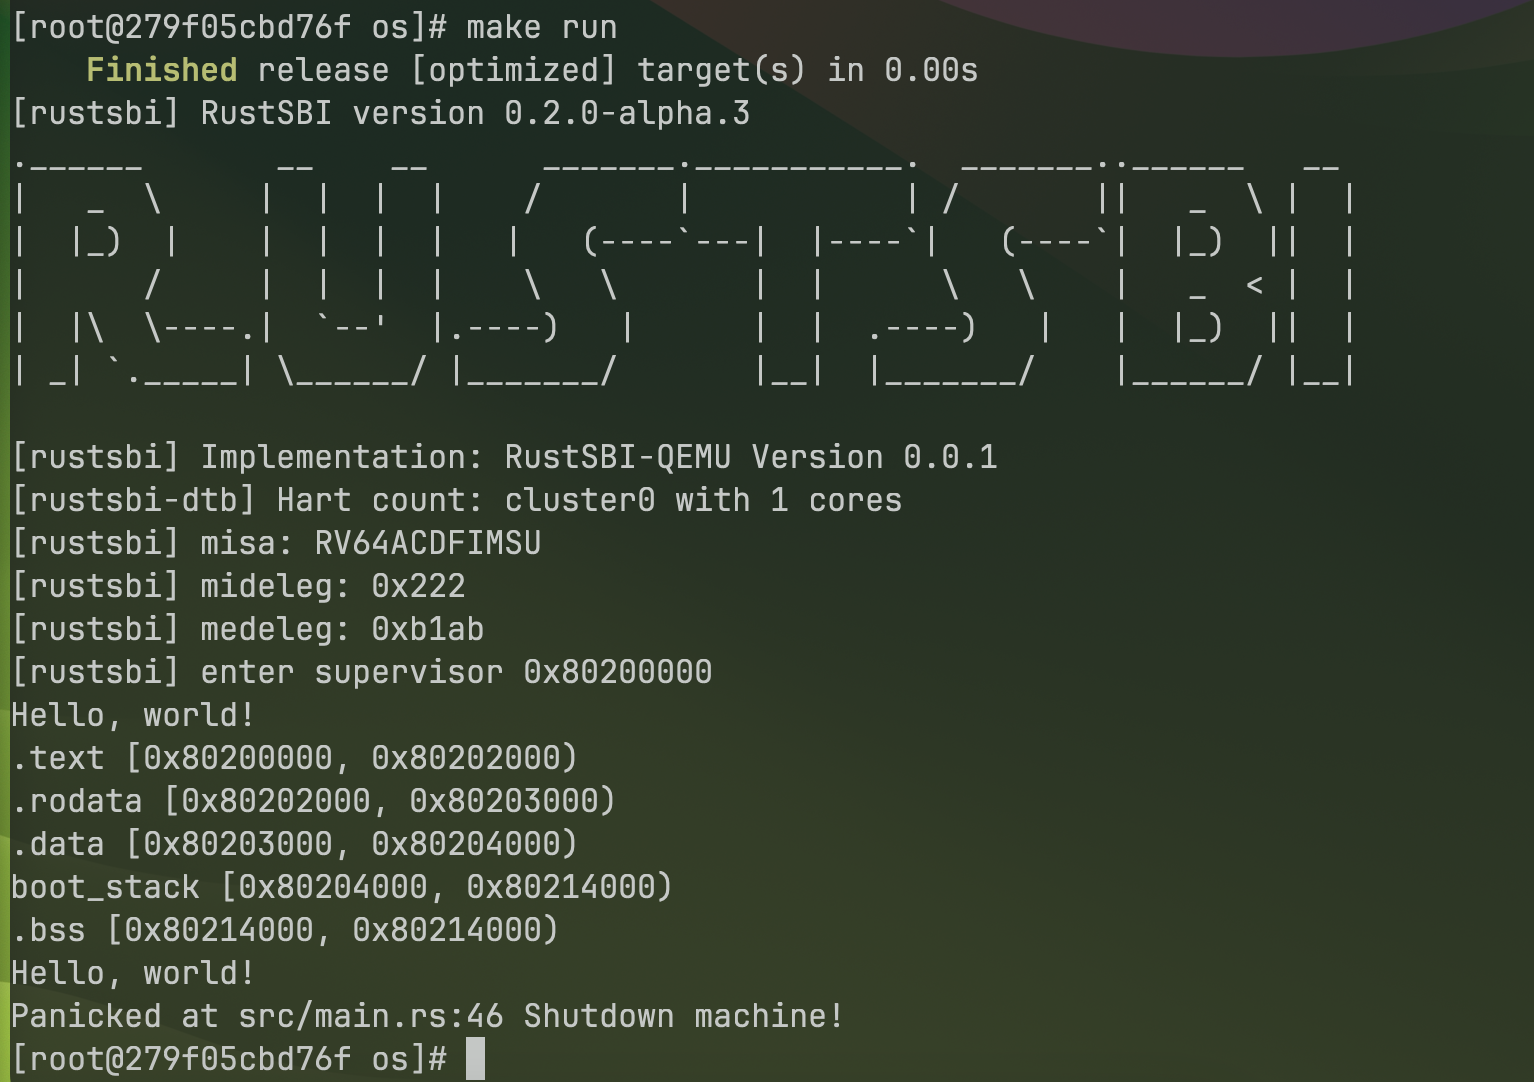 [root@279f05cbd76f os]# make run
    Finished release [optimized] target(s) in 0.00s
[rustsbi] RustSBI version 0.2.0-alpha.3
.______       __    __      _______.___________.  _______..______   __
|   _  \     |  |  |  |    /       |           | /       ||   _  \ |  |
|  |_)  |    |  |  |  |   |   (----`---|  |----`|   (----`|  |_)  ||  |
|      /     |  |  |  |    \   \       |  |      \   \    |   _  < |  |
|  |\  \----.|  `--'  |.----)   |      |  |  .----)   |   |  |_)  ||  |
| _| `._____| \______/ |_______/       |__|  |_______/    |______/ |__|
[rustsbi] Implementation: RustSBI-QEMU Version 0.0.1
[rustsbi-dtb] Hart count: cluster0 with 1 cores
[rustsbi] misa: RV64ACDFIMSU
[rustsbi] mideleg: 0x222
[rustsbi] medeleg: 0xb1ab
[rustsbi] enter supervisor 0x80200000
Hello, world!
.text [0x80200000, 0x80202000)
.rodata [0x80202000, 0x80203000)
.data [0x80203000, 0x80204000)
boot_stack [0x80204000, 0x80214000)
.bss [0x80214000, 0x80214000)
Hello, world!
Panicked at src/main.rs:46 Shutdown machine!
[root@279f05cbd76f os]#